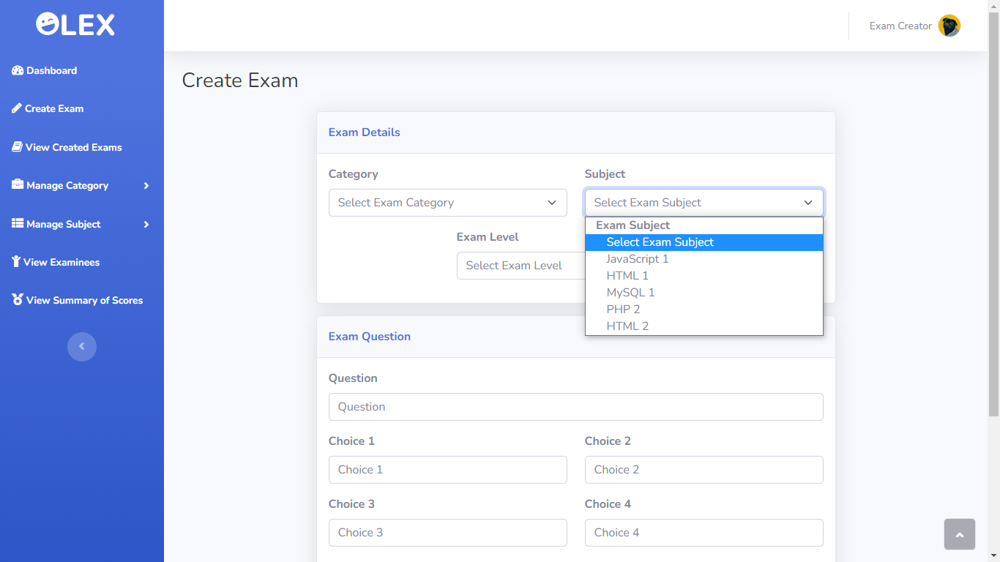 OLEX
Exam Creator
Dashboard
Create Exam
View Created Exams
Manage Category
Manage Subject
View Examinees
View Summary of Scores
Create Exam
Exam Details
Category
Subject
Select Exam Category
Select Exam Subject
Exam Subject
Select Exam Subject
JavaScript 1
HTML 1
MySQL 1
PHP 2
HTML 2
Exam Level
Select Exam Level
Exam Question
Question
Question
Choice 1
Choice 2
Choice 1
Choice 2
Choice 3
Choice 4
Choice 3
Choice 4